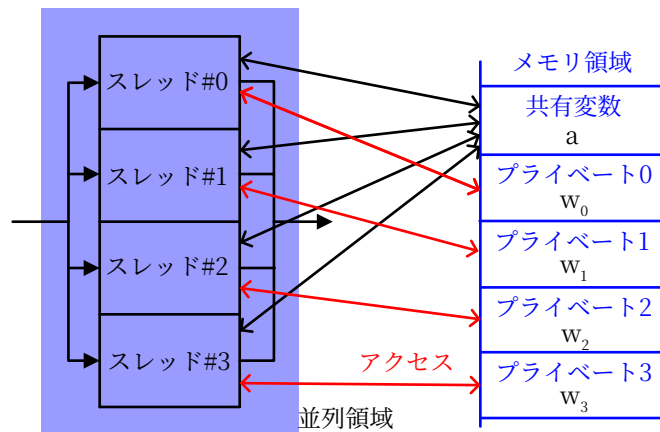 スレッド#0
スレッド#1
スレッド#2
スレッド#3
並列領域
アクセス
メモリ領域
共有変数
a
プライベート0
w0
プライベート1
w1
プライベート2
w2
プライベート3
w3